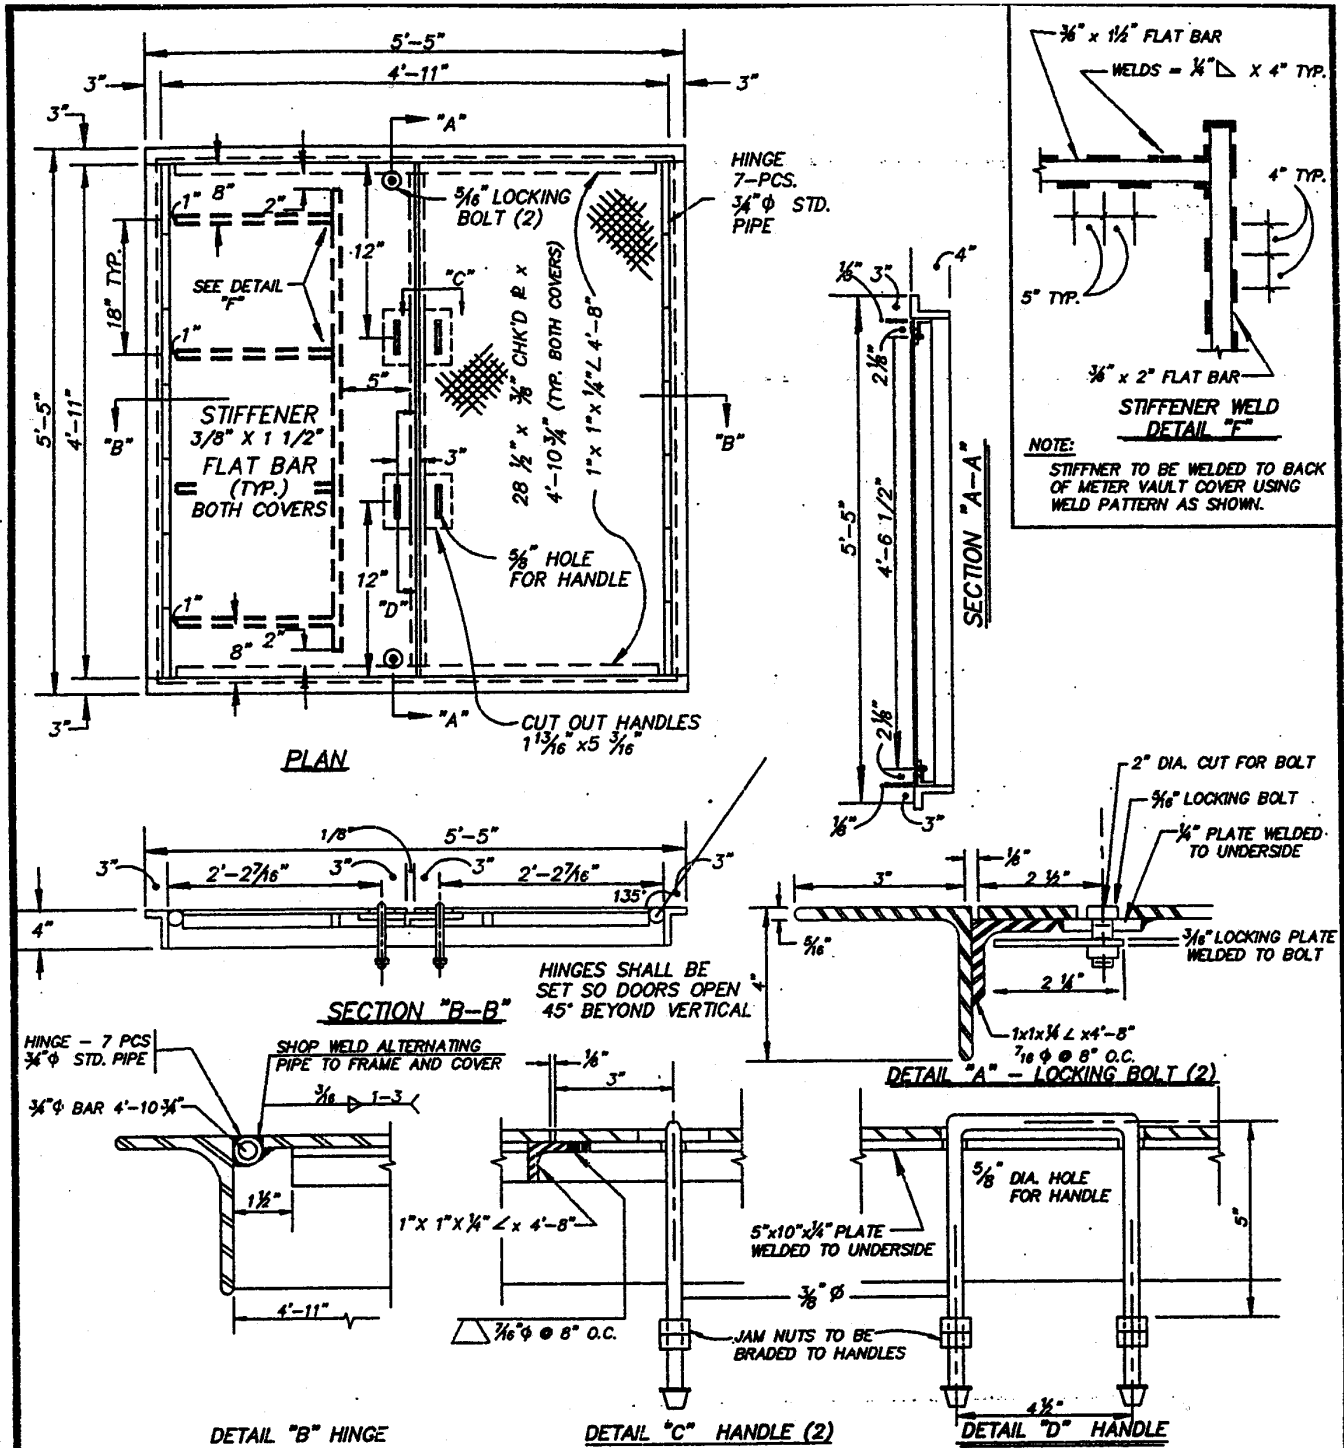 5'-5"
4'-11"
3"
3"
3"
"A"
HINGE
7-PCS.
3/4"ϕ STD.
PIPE
5/16" LOCKING
BOLT (2)
1"
8"
2"
12"
"C"
18" TYP.
SEE DETAIL
"F"
1"
5"
5'-5"
4'-11"
"B"
"B"
STIFFENER
3/8" X 1 1/2"
FLAT BAR
(TYP.)
BOTH COVERS
3"
28 1/2" x 3/8" CHK'D PL x
4'-10 3/4" (TYP. BOTH COVERS)
1" x 1" x 1/4" ∠ 4'-8"
5/8" HOLE
FOR HANDLE
12"
"D"
1"
8"
2"
3"
"A"
CUT OUT HANDLES
1 13/16" x5 3/16"
PLAN
3/8" x 1 1/2" FLAT BAR
WELDS = 1/4" X 4" TYP.
4" TYP.
5" TYP.
3/8" x 2" FLAT BAR
STIFFENER WELD
DETAIL "F"
NOTE:
STIFFNER TO BE WELDED TO BACK
OF METER VAULT COVER USING
WELD PATTERN AS SHOWN.
4"
1/8"
3"
2 1/8"
5'-5"
4'-6 1/2"
2 1/8"
1/8"
3"
SECTION "A-A"
1/8"
5'-5"
3"
2'-2 7/16"
3"
3"
2'-2 7/16"
3"
135°
4"
SECTION "B-B"
HINGES SHALL BE
SET SO DOORS OPEN
45° BEYOND VERTICAL
2" DIA. CUT FOR BOLT
5/16" LOCKING BOLT
1/4" PLATE WELDED
TO UNDERSIDE
3"
1/8"
2 1/2"
5/16"
4"
3/16" LOCKING PLATE
WELDED TO BOLT
2 1/4"
1x1x1/4 ∠ x4'-8"
7/16 ϕ @ 8" O.C.
DETAIL "A" - LOCKING BOLT (2)
HINGE - 7 PCS
3/4"ϕ STD. PIPE
SHOP WELD ALTERNATING
PIPE TO FRAME AND COVER
3/16 1-3
3/4"ϕ BAR 4'-10 3/4"
1 1/2"
4'-11"
DETAIL "B" HINGE
1/8"
3"
1" X 1" X 1/4" ∠ x 4'-8"
7/16"ϕ @ 8" O.C.
DETAIL "C" HANDLE (2)
5/8" DIA. HOLE
FOR HANDLE
5"
5"x10"x1/4" PLATE
WELDED TO UNDERSIDE
3/8" ϕ
JAM NUTS TO BE
BRADED TO HANDLES
4 1/2"
DETAIL "D" HANDLE